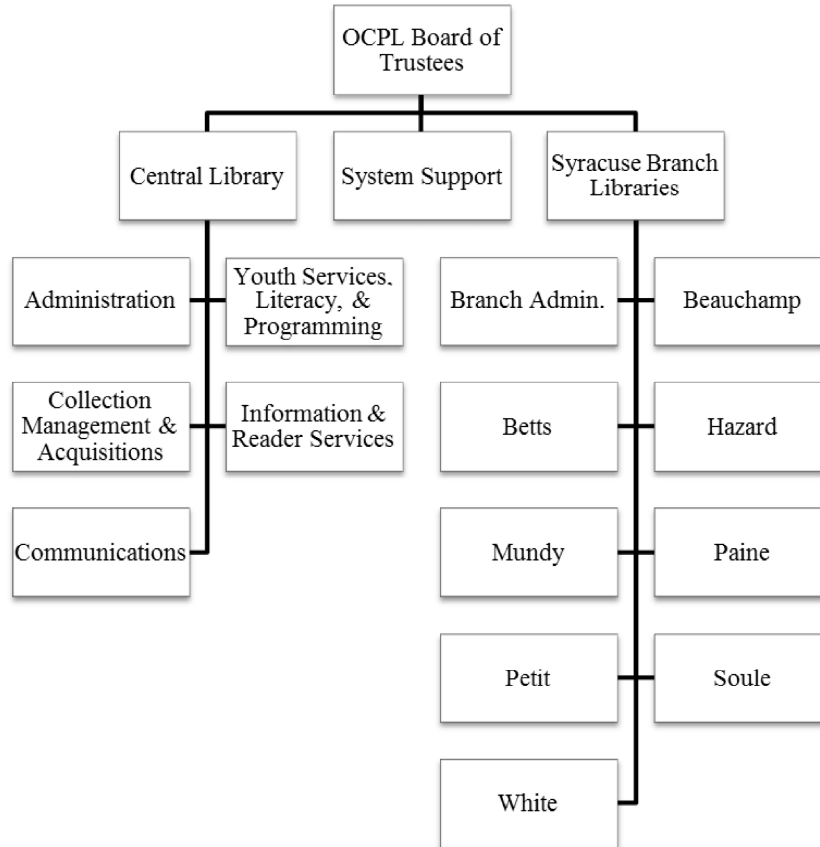 OCPL Board of
Trustees
Central Library
System Support
Syracuse Branch
Libraries
Administration
Youth Services,
Literacy, &
Programming
Branch Admin.
Beauchamp
Collection
Management &
Acquisitions
Information &
Reader Services
Betts
Hazard
Communications
Mundy
Paine
Petit
Soule
White